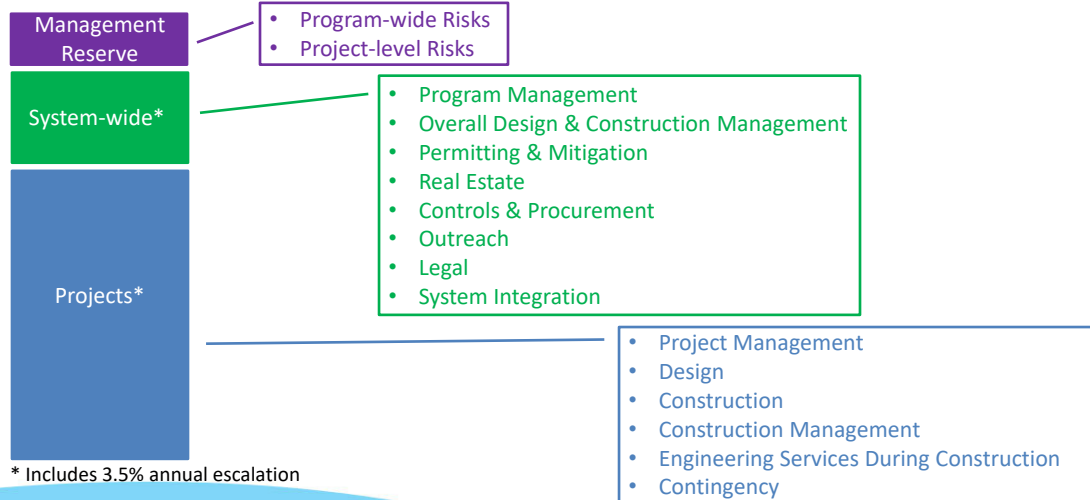 Management
Reserve
• Program-wide Risks
• Project-level Risks
System-wide*
• Program Management
• Overall Design & Construction Management
• Permitting & Mitigation
• Real Estate
• Controls & Procurement
• Outreach
• Legal
• System Integration
Projects*
• Project Management
• Design
• Construction
• Construction Management
• Engineering Services During Construction
• Contingency
* Includes 3.5% annual escalation